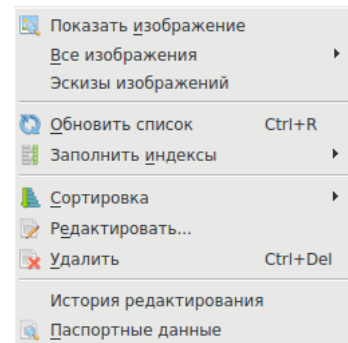 Показать изображение
Все изображения
Эскизы изображений
Обновить список Ctrl+R
Заполнить индексы
Сортировка
Редактировать...
Удалить Ctrl+Del
История редактирования
Паспортные данные